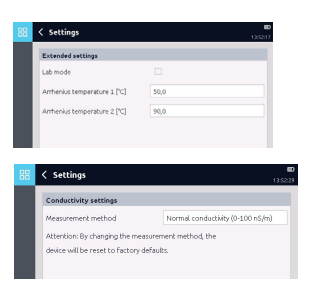 Settings
13:52:17
Extended settings
Lab mode
Arrhenius temperature 1 [°C] 50,0
Arrhenius temperature 2 [°C] 90,0
Settings
13:52:29
Conductivity settings
Measurement method Normal conductivity (0-100 nS/m)
Attention: By changing the measurement method, the
device will be reset to factory defaults.